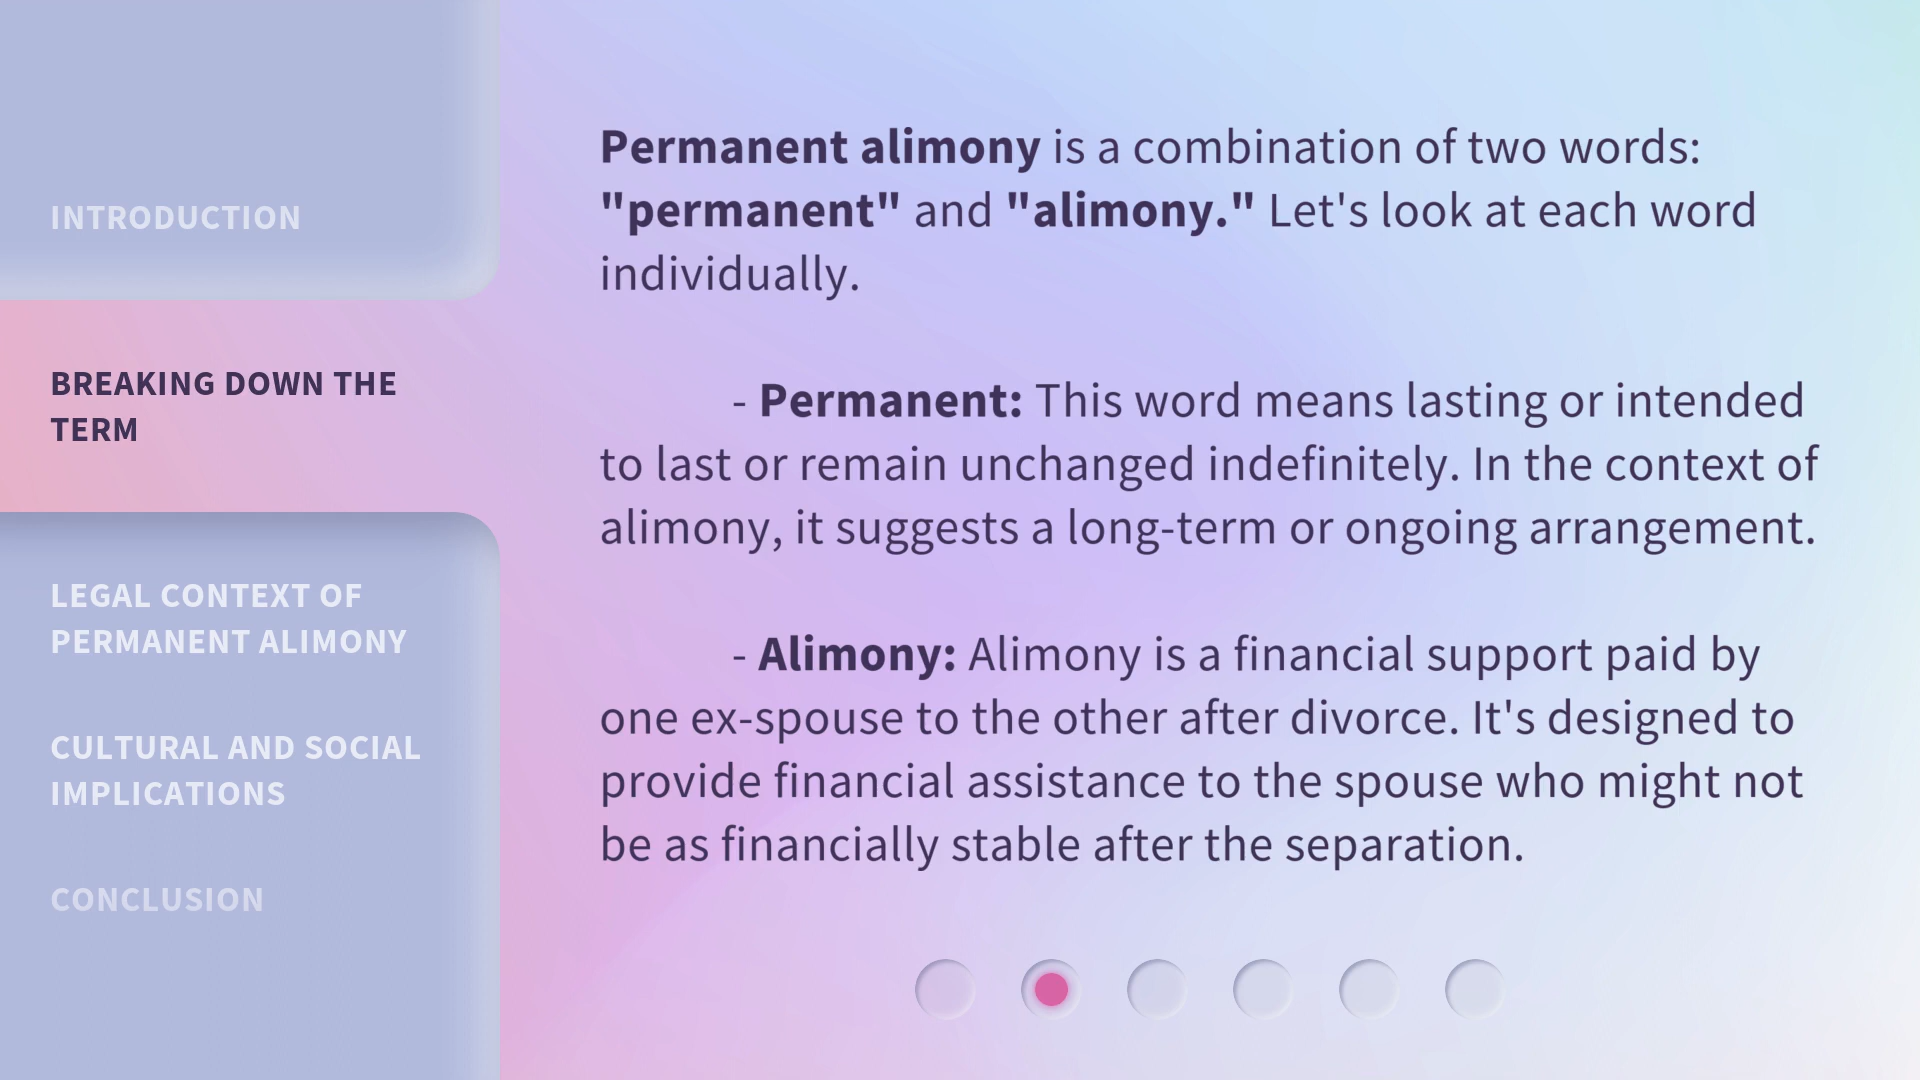 INTRODUCTION
BREAKING DOWN THE
TERM
LEGAL CONTEXT OF
PERMANENT ALIMONY
CULTURAL AND SOCIAL
IMPLICATIONS
CONCLUSION
Permanent alimony is a combination of two words:
"permanent" and "alimony." Let's look at each word
individually.
- Permanent: This word means lasting or intended
to last or remain unchanged indefinitely. In the context of
alimony, it suggests a long-term or ongoing arrangement.
- Alimony: Alimony is a financial support paid by
one ex-spouse to the other after divorce. It's designed to
provide financial assistance to the spouse who might not
be as financially stable after the separation.